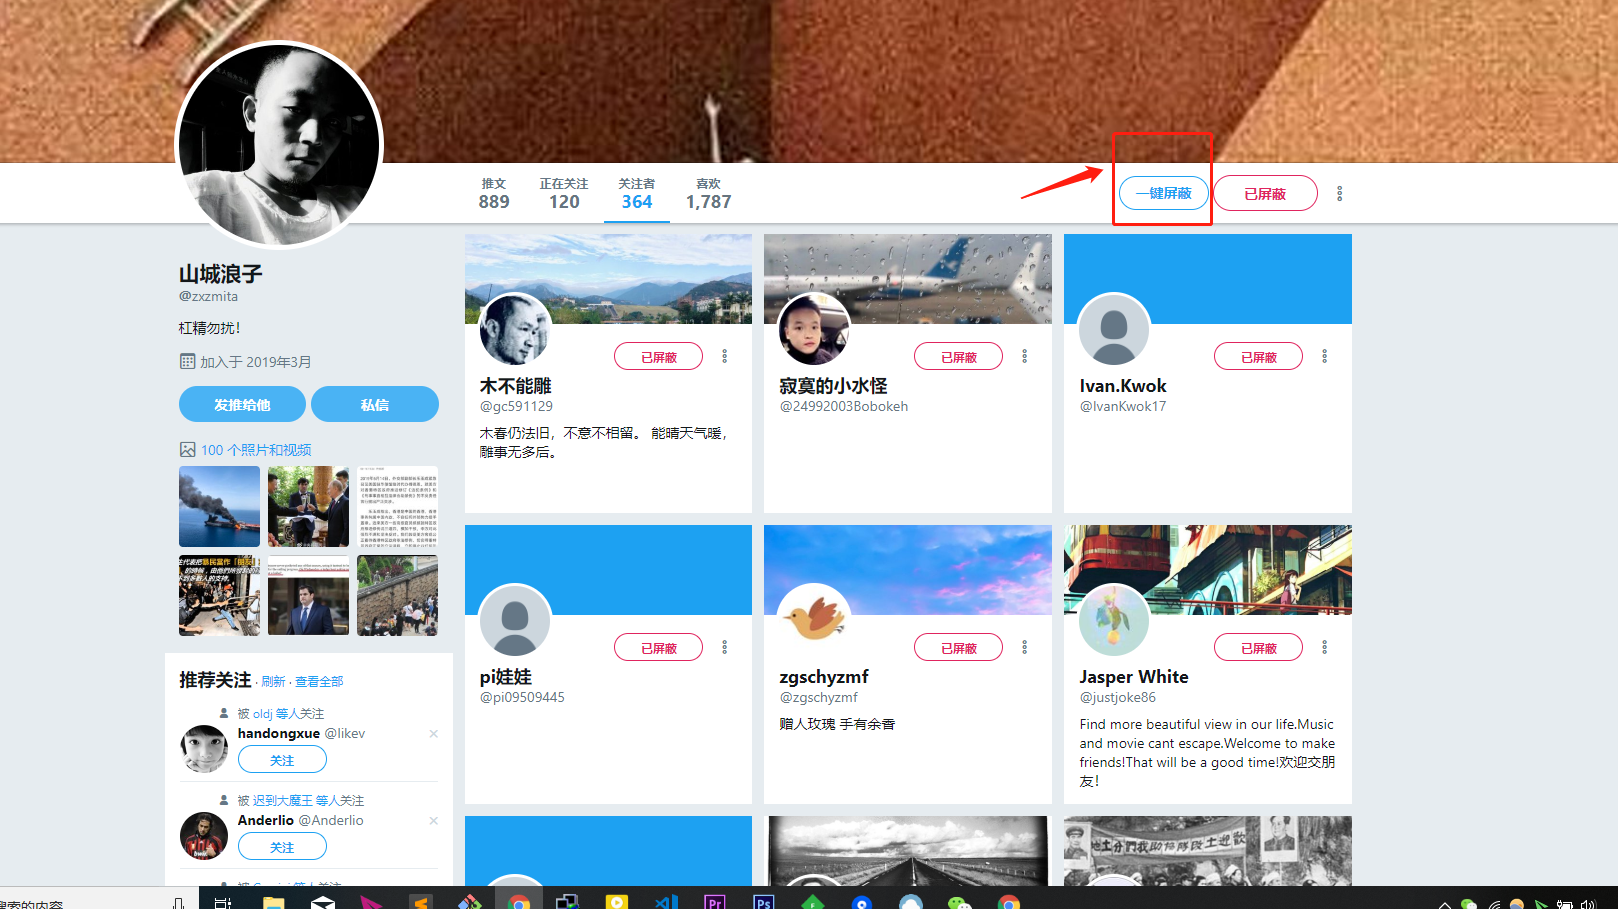 推文
889
正在关注
120
关注者
364
喜欢
1,787
一键屏蔽
已屏蔽
山城浪子
@zxzmita
杠精勿扰！
加入于 2019年3月
发推给他
私信
100 个照片和视频
推荐关注 · 刷新 · 查看全部
被 oldj 等人关注
handongxue @likev
关注
被 迟到大魔王 等人关注
Anderlio @Anderlio
关注
已屏蔽
木不能雕
@gc591129
木春仍法旧，不意不相留。 能晴天气暖，
雕事无多后。
已屏蔽
寂寞的小水怪
@24992003Bobokeh
已屏蔽
Ivan.Kwok
@IvanKwok17
已屏蔽
pi娃娃
@pi09509445
已屏蔽
zgschyzmf
@zgschyzmf
赠人玫瑰 手有余香
已屏蔽
Jasper White
@justjoke86
Find more beautiful view in our life.Music
and movie cant escape.Welcome to make
friends!That will be a good time!欢迎交朋
友！
搜索的内容
Pr
Ps